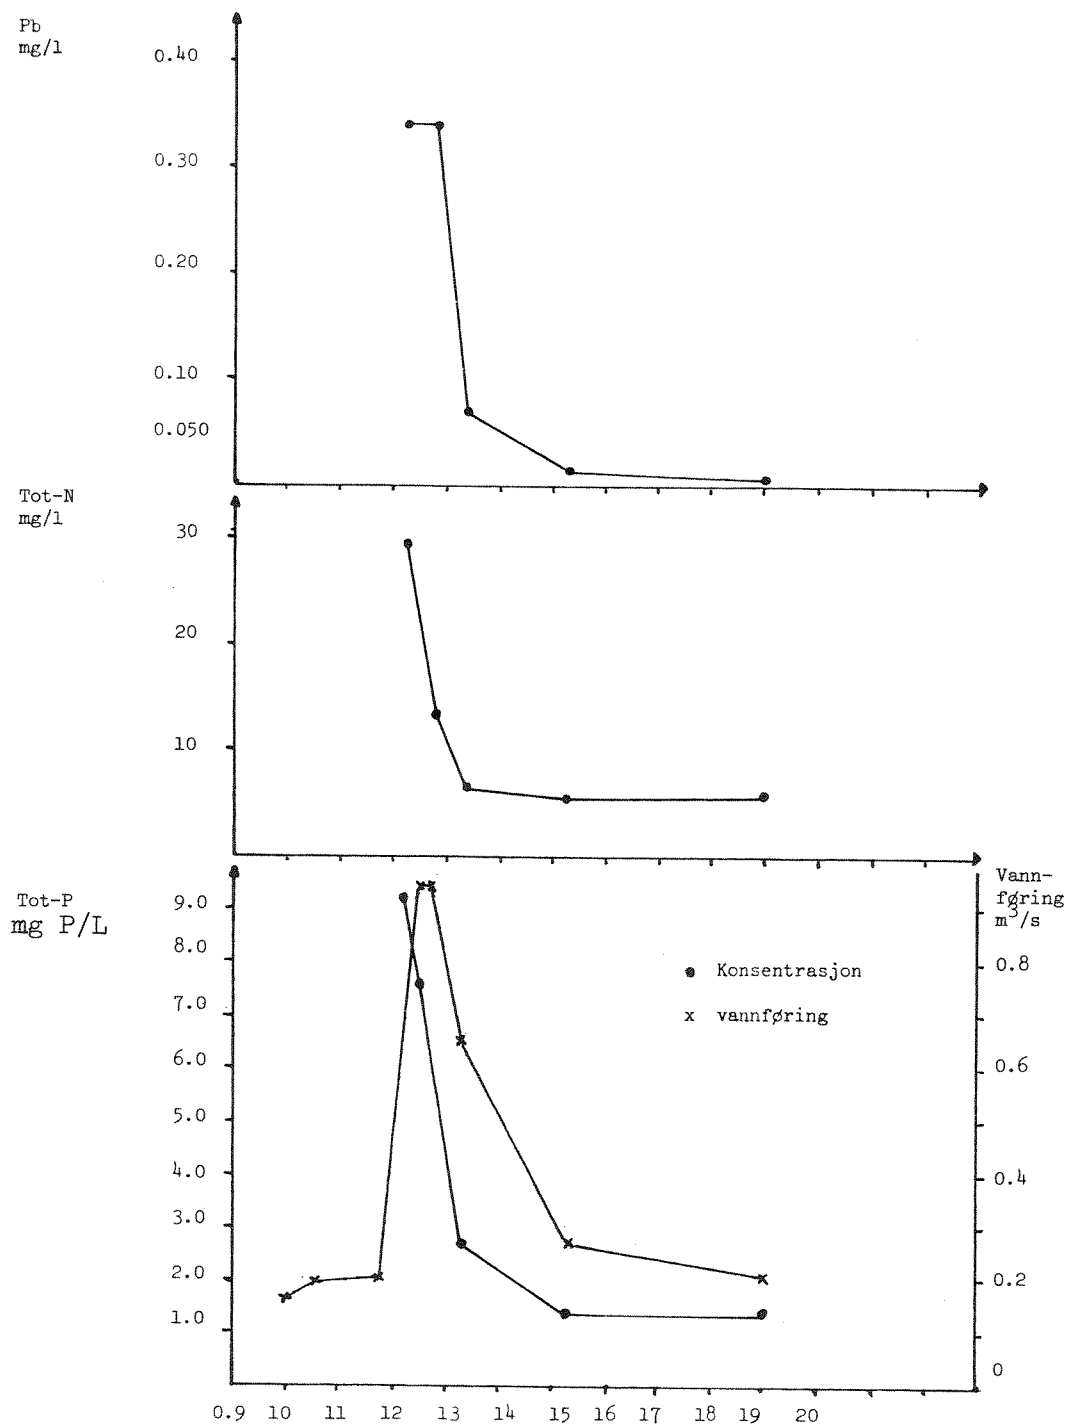 Pb
mg/l
0.40
0.30
0.20
0.10
0.050
Tot-N
mg/l
30
20
10
Tot-P
mg P/L
9.0
8.0
7.0
6.0
5.0
4.0
3.0
2.0
1.0
Vann-
føring
m³/s
0.8
0.6
0.4
0.2
0
● Konsentrasjon
x vannføring
0.9 10 11 12 13 14 15 16 17 18 19 20